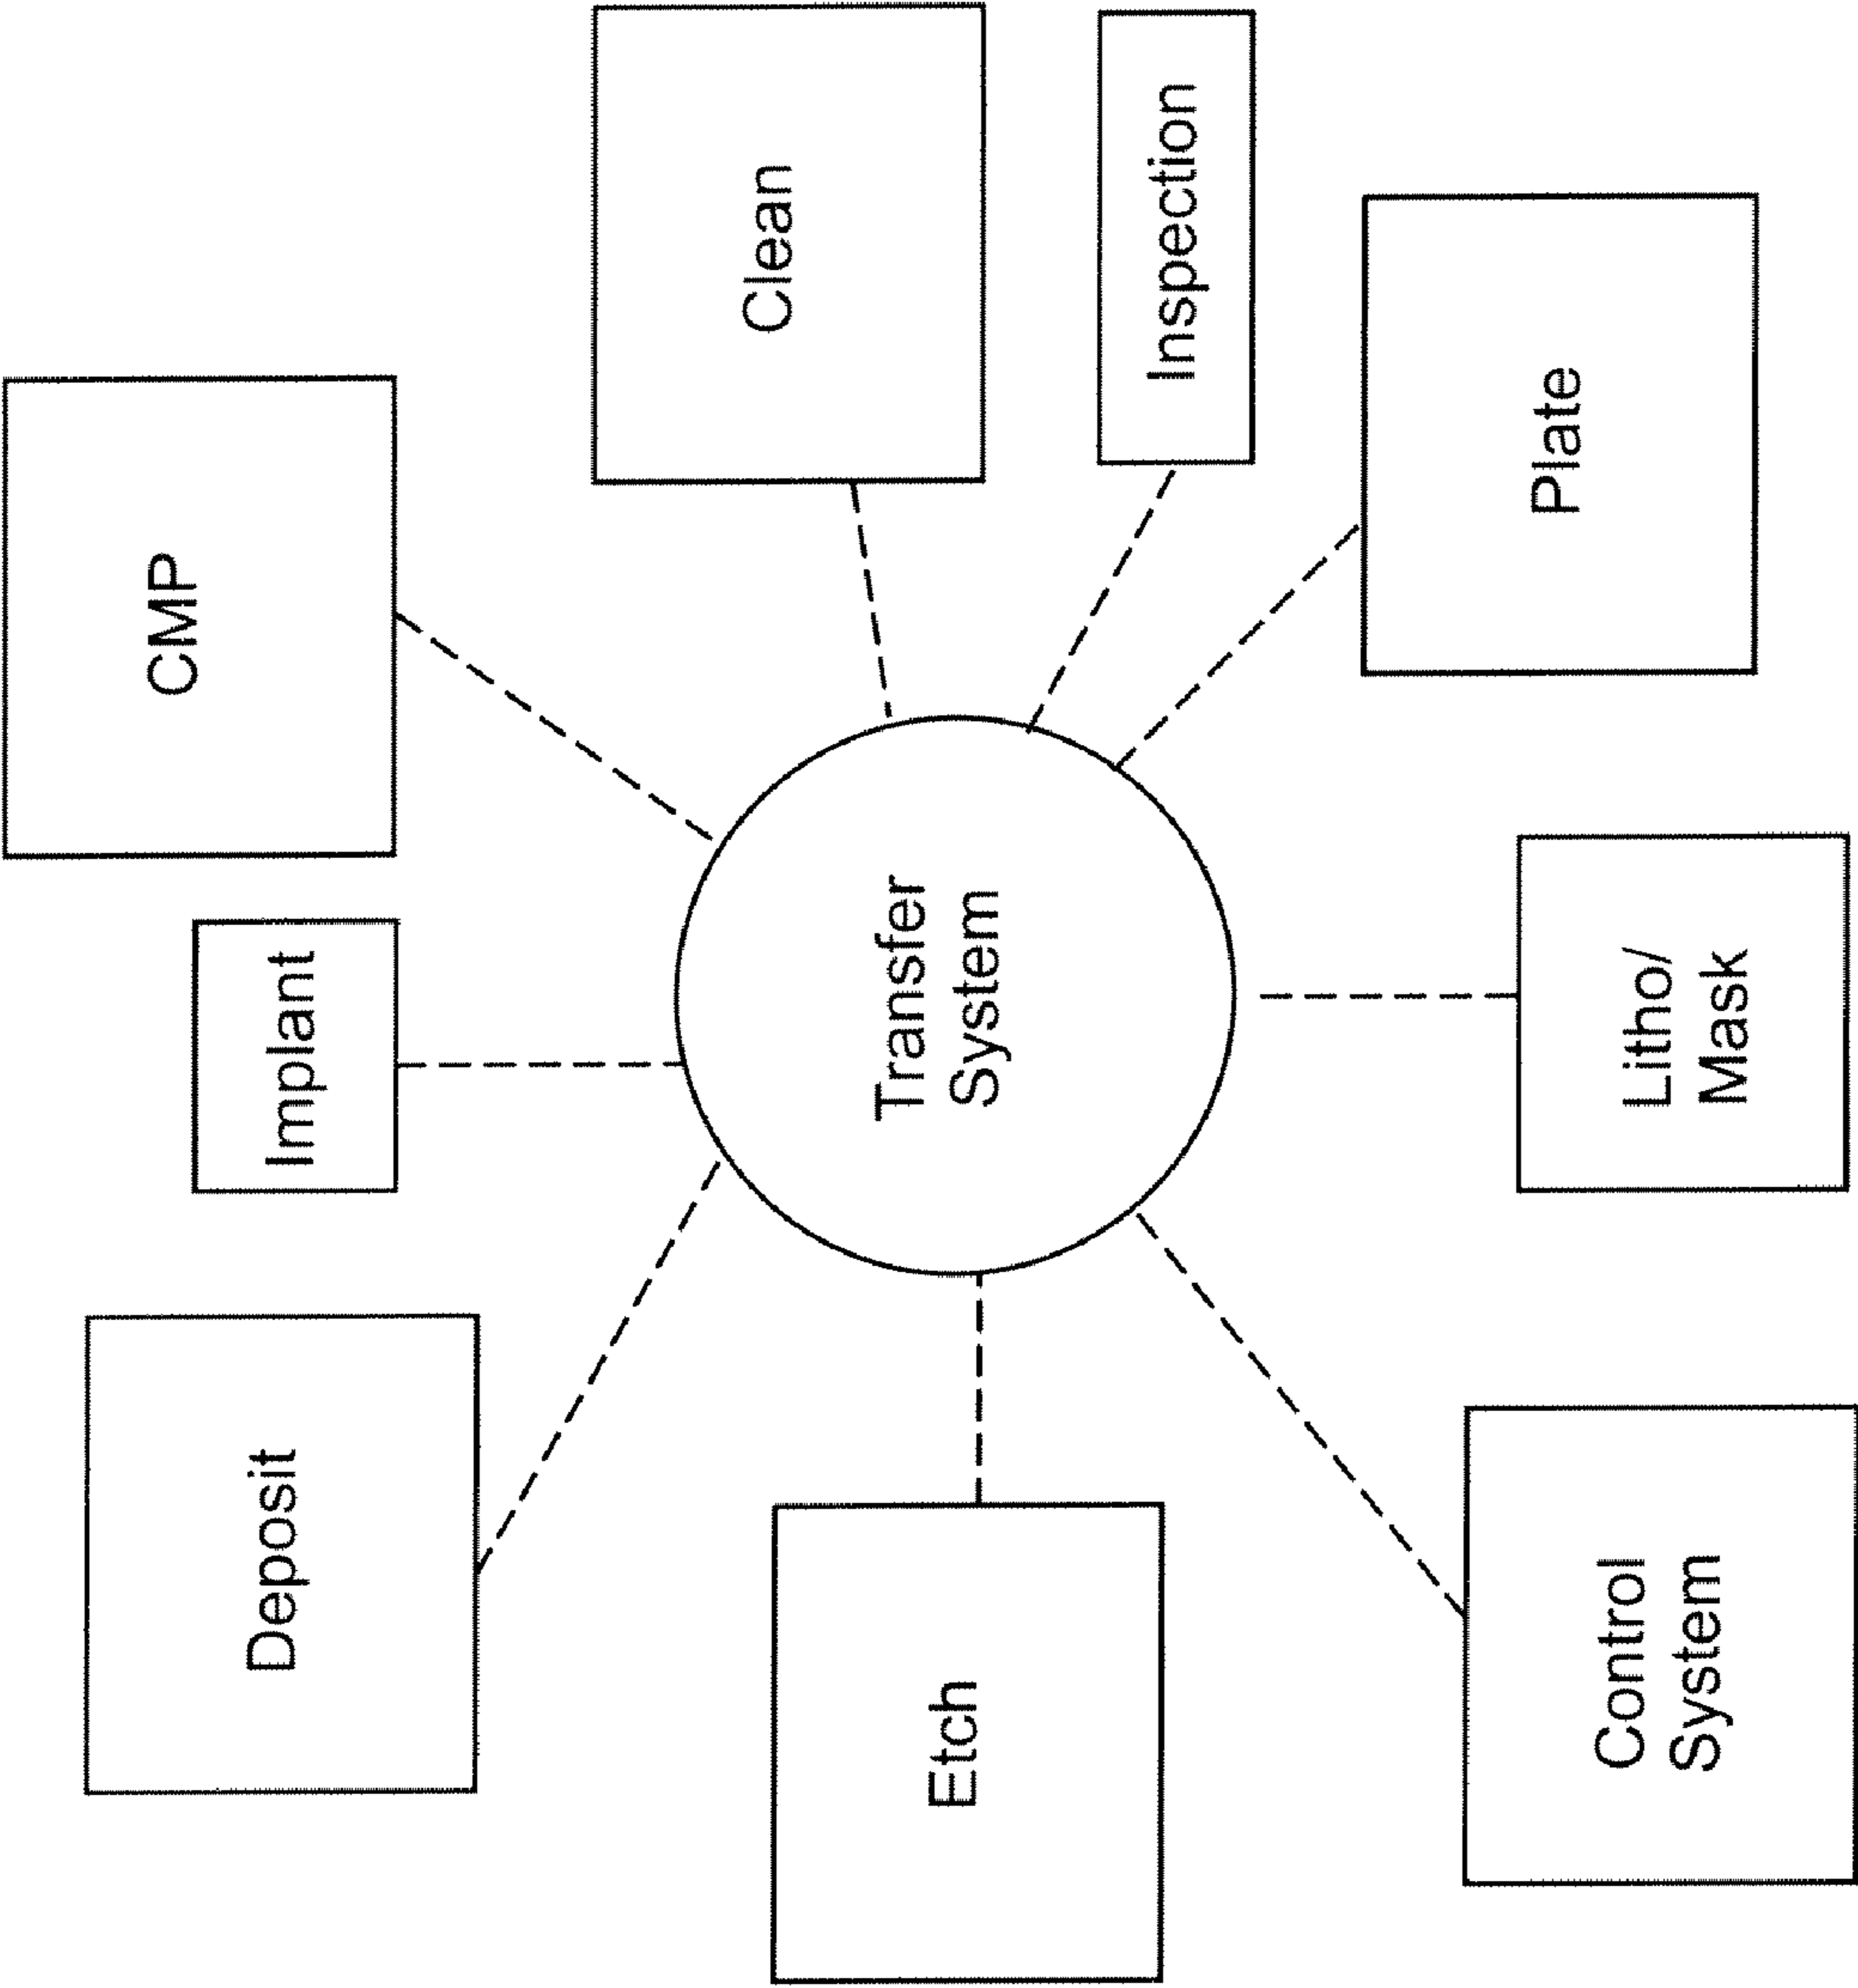 Deposit
Implant
CMP
Etch
Transfer
System
Clean
Inspection
Control
System
Litho/
Mask
Plate